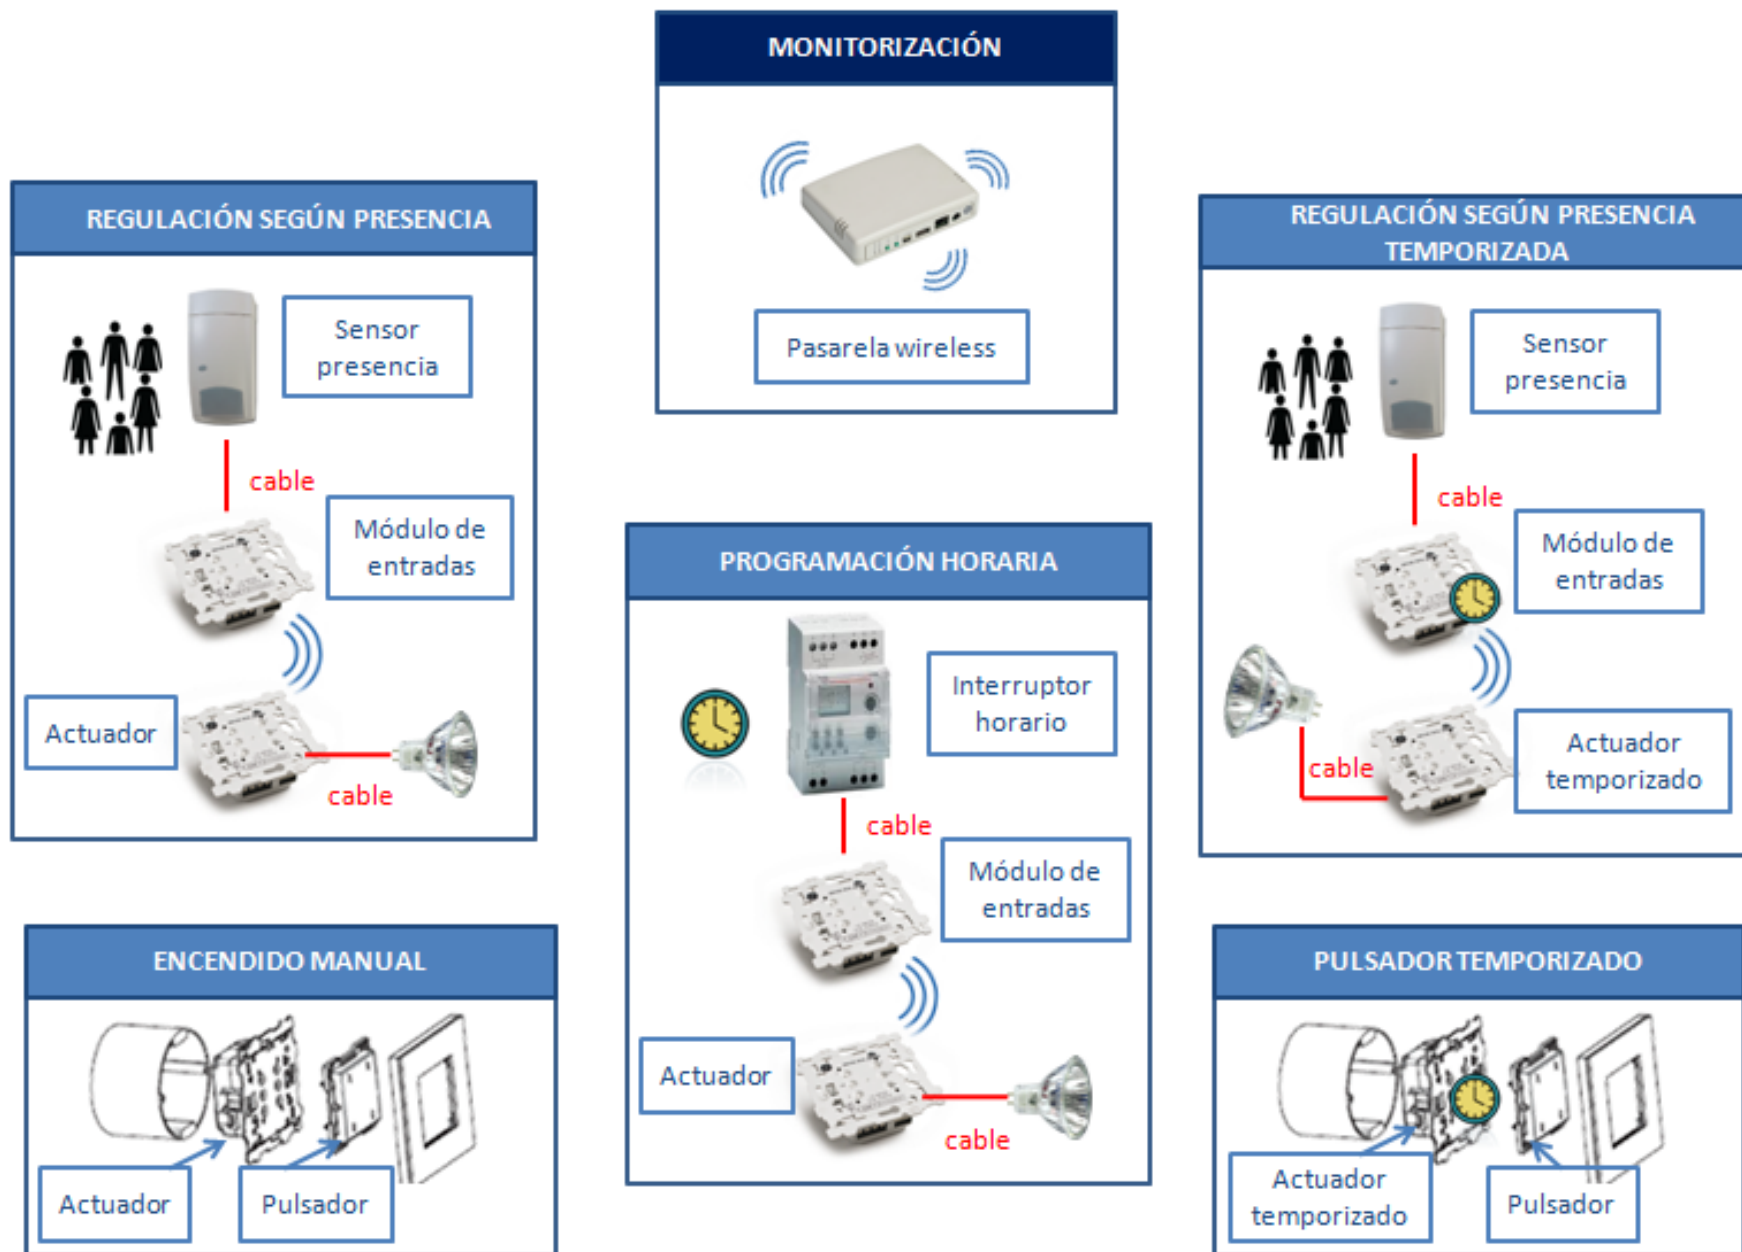 MONITORIZACIÓN
Pasarela wireless
REGULACIÓN SEGÚN PRESENCIA
Sensor
presencia
cable
Módulo de
entradas
Actuador
cable
REGULACIÓN SEGÚN PRESENCIA
TEMPORIZADA
Sensor
presencia
cable
Módulo de
entradas
cable
Actuador
temporizado
PROGRAMACIÓN HORARIA
Interruptor
horario
cable
Módulo de
entradas
Actuador
cable
ENCENDIDO MANUAL
Actuador
Pulsador
PULSADOR TEMPORIZADO
Actuador
temporizado
Pulsador